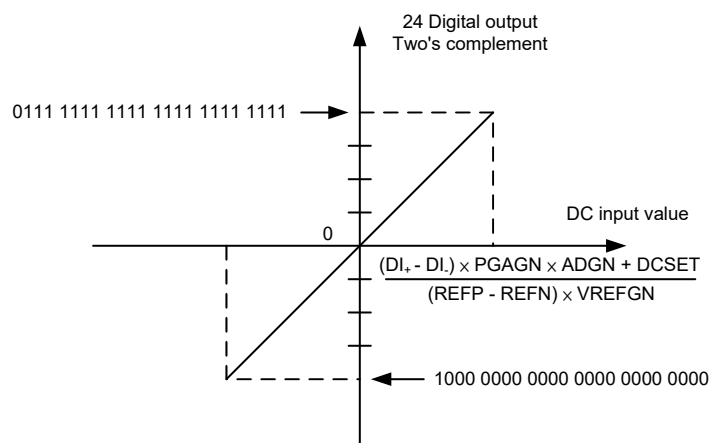 24 Digital output
Two's complement
0111 1111 1111 1111 1111 1111
DC input value
0
(DI+ - DI-) × PGAGN × ADGN + DCSET
(REFP - REFN) × VREFGN
1000 0000 0000 0000 0000 0000